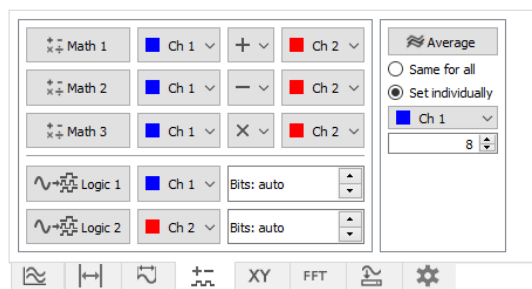 Math 1 Ch 1 + Ch 2
Math 2 Ch 1 − Ch 2
Math 3 Ch 1 × Ch 2
Logic 1 Ch 1 Bits: auto
Logic 2 Ch 2 Bits: auto
Average
Same for all
Set individually
Ch 1
8
XY FFT